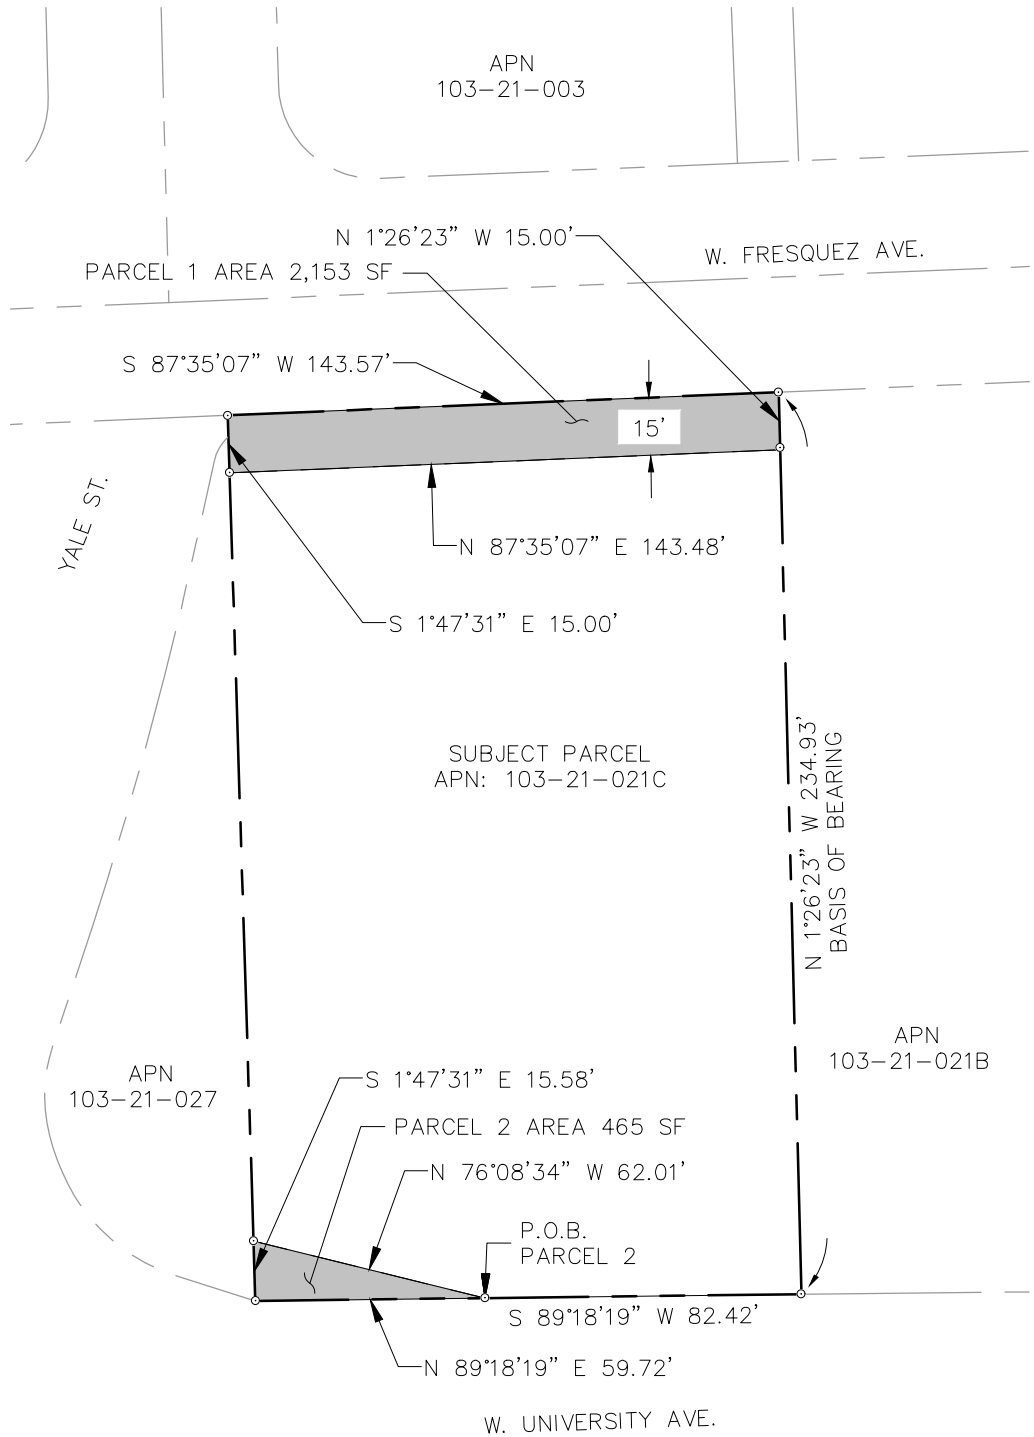 APN
103-21-003
N 1°26'23" W 15.00'
W. FRESQUEZ AVE.
PARCEL 1 AREA 2,153 SF
S 87°35'07" W 143.57'
15'
YALE ST.
N 87°35'07" E 143.48'
S 1°47'31" E 15.00'
SUBJECT PARCEL
APN: 103-21-021C
N 1°26'23" W 234.93'
BASIS OF BEARING
APN
103-21-021B
APN
103-21-027
S 1°47'31" E 15.58'
PARCEL 2 AREA 465 SF
N 76°08'34" W 62.01'
P.O.B.
PARCEL 2
S 89°18'19" W 82.42'
N 89°18'19" E 59.72'
W. UNIVERSITY AVE.